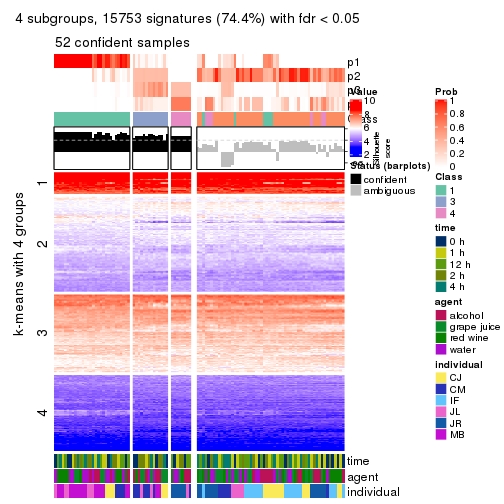 4 subgroups, 15753 signatures (74.4%) with fdr < 0.05
52 confident samples
p1
p2
k-means with 4 groups
1
2
3
4
time
agent
individual
Value
10
8
6
4
2
Silhouette
score
Status (barplots)
confident
ambiguous
Prob
1
0.8
0.6
0.4
0.2
0
Class
1
3
4
time
0 h
1 h
12 h
2 h
4 h
agent
alcohol
grape juice
red wine
water
individual
CJ
CM
IF
JL
JR
MB